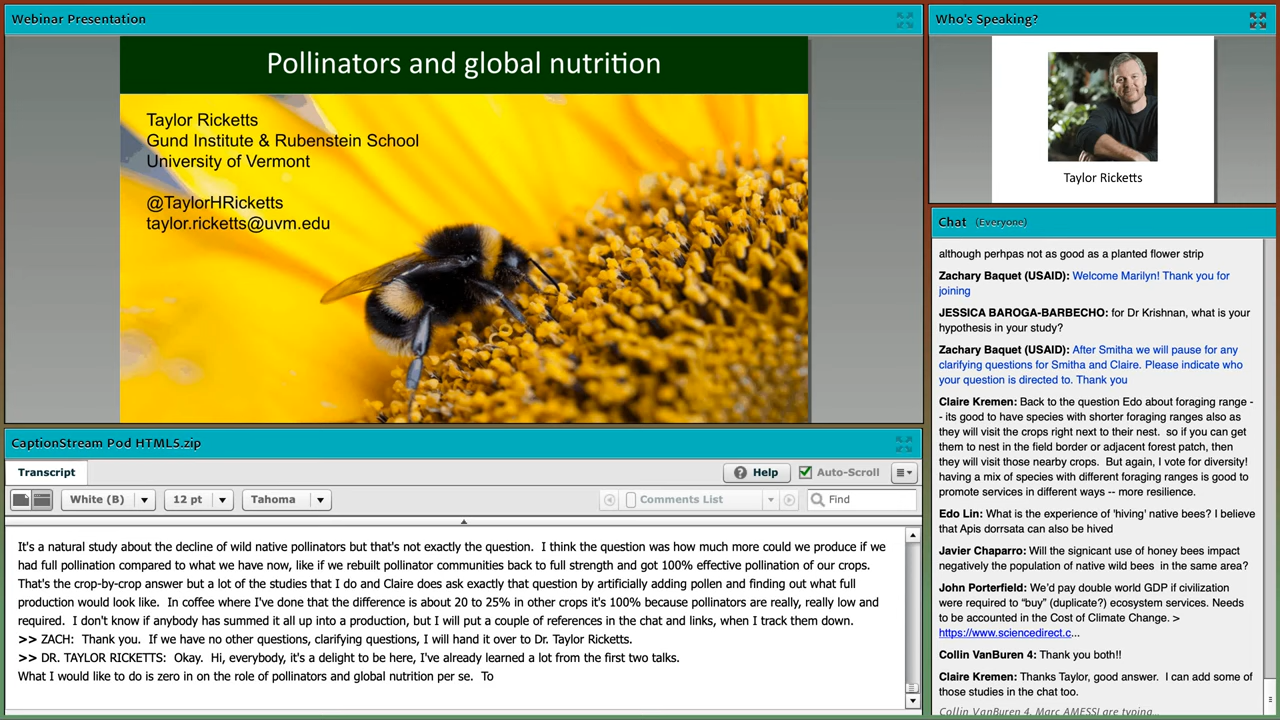 Webinar Presentation
Pollinators and global nutrition
Taylor Ricketts
Gund Institute & Rubenstein School
University of Vermont
@TaylorHRicketts
taylor.ricketts@uvm.edu
Who's Speaking?
Taylor Ricketts
CaptionStream Pod HTML5.zip
Transcript
Help
Auto-Scroll
White (B)
12 pt
Tahoma
Comments List
Find
It's a natural study about the decline of wild native pollinators but that's not exactly the question. I think the question was how much more could we produce if we
had full pollination compared to what we have now, like if we rebuilt pollinator communities back to full strength and got 100% effective pollination of our crops.
That's the crop-by-crop answer but a lot of the studies that I do and Claire does ask exactly that question by artificially adding pollen and finding out what full
production would look like. In coffee where I've done that the difference is about 20 to 25% in other crops it's 100% because pollinators are really, really low and
required. I don't know if anybody has summed it all up into a production, but I will put a couple of references in the chat and links, when I track them down.
>> ZACH: Thank you. If we have no other questions, clarifying questions, I will hand it over to Dr. Taylor Ricketts.
>> DR. TAYLOR RICKETTS: Okay. Hi, everybody, it's a delight to be here, I've already learned a lot from the first two talks.
What I would like to do is zero in on the role of pollinators and global nutrition per se. To
Chat (Everyone)
although perhpas not as good as a planted flower strip
Zachary Baquet (USAID): Welcome Marilyn! Thank you for
joining
JESSICA BAROGA-BARBECHO: for Dr Krishnan, what is your
hypothesis in your study?
Zachary Baquet (USAID): After Smitha we will pause for any
clarifying questions for Smitha and Claire. Please indicate who
your question is directed to. Thank you
Claire Kremen: Back to the question Edo about foraging range -
- its good to have species with shorter foraging ranges also as
they will visit the crops right next to their nest. so if you can get
them to nest in the field border or adjacent forest patch, then
they will visit those nearby crops. But again, I vote for diversity!
having a mix of species with different foraging ranges is good to
promote services in different ways -- more resilience.
Edo Lin: What is the experience of 'hiving' native bees? I believe
that Apis dorrsata can also be hived
Javier Chaparro: Will the signicant use of honey bees impact
negatively the population of native wild bees in the same area?
John Porterfield: We'd pay double world GDP if civilization
were required to "buy" (duplicate?) ecosystem services. Needs
to be accounted in the Cost of Climate Change. >
https://www.sciencedirect.c...
Collin VanBuren 4: Thank you both!!
Claire Kremen: Thanks Taylor, good answer. I can add some of
those studies in the chat too.
Collin VanBuren 4, Marc AMESSI are typing...